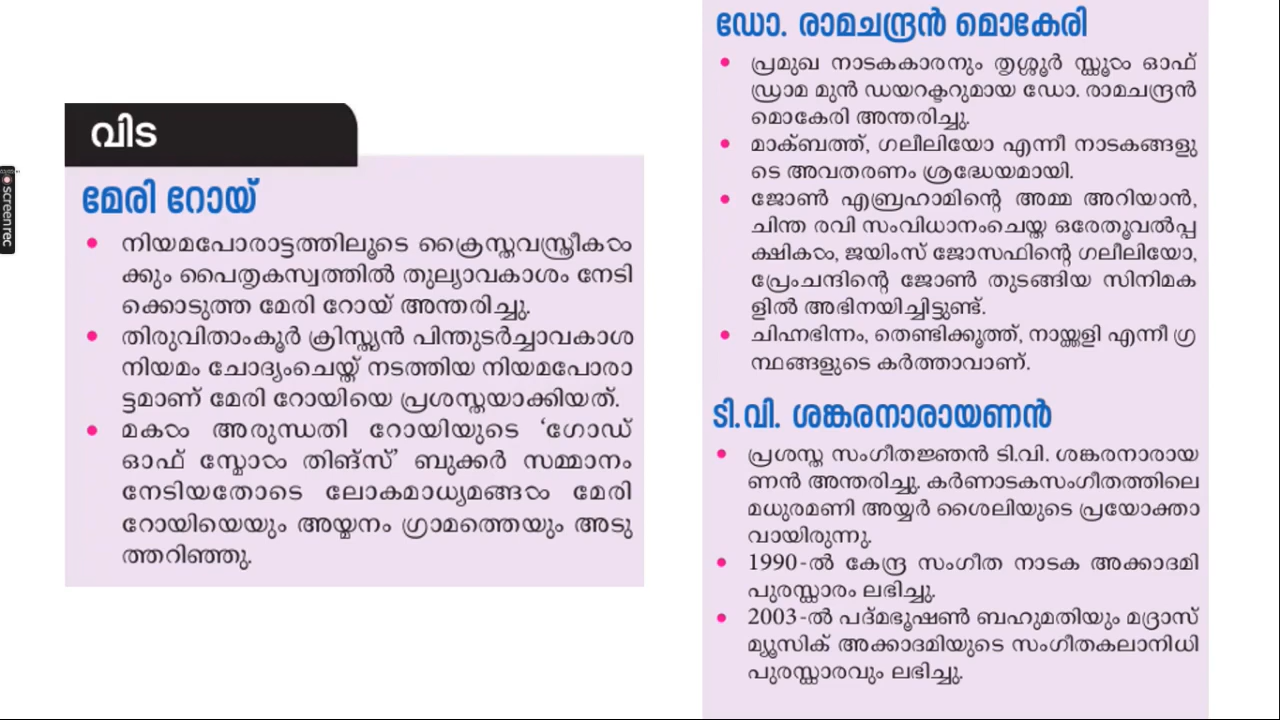 വിട
മേരി റോയ്
നിയമപോരാട്ടത്തിലൂടെ ക്രൈസ്തവസ്ത്രീകൾ
ക്കും പൈതൃകസ്വത്തിൽ തുല്യാവകാശം നേടി
ക്കൊടുത്ത മേരി റോയ് അന്തരിച്ചു.
തിരുവിതാംകൂർ ക്രിസ്ത്യൻ പിന്തുടർച്ചാവകാശ
നിയമം ചോദ്യംചെയ്ത് നടത്തിയ നിയമപോരാ
ട്ടമാണ് മേരി റോയിയെ പ്രശസ്തയാക്കിയത്.
മകൾ അരുന്ധതി റോയിയുടെ ‘ഗോഡ്
ഓഫ് സ്മോൾ തിങ്സ്’ ബുക്കർ സമ്മാനം
നേടിയതോടെ ലോകമാധ്യമങ്ങൾ മേരി
റോയിയെയും അയ്മനം ഗ്രാമത്തെയും അടു
ത്തറിഞ്ഞു.
ഡോ. രാമചന്ദ്രൻ മൊകേരി
പ്രമുഖ നാടകകാരനും തൃശ്ശൂർ സ്കൂൾ ഓഫ്
ഡ്രാമ മുൻ ഡയറക്ടറുമായ ഡോ. രാമചന്ദ്രൻ
മൊകേരി അന്തരിച്ചു.
മാക്ബത്ത്, ഗലീലിയോ എന്നീ നാടകങ്ങളു
ടെ അവതരണം ശ്രദ്ധേയമായി.
ജോൺ എബ്രഹാമിന്റെ അമ്മ അറിയാൻ,
ചിന്ത രവി സംവിധാനംചെയ്ത ഒരേതൂവൽപ്പ
ക്ഷികൾ, ജയിംസ് ജോസഫിന്റെ ഗലീലിയോ,
പ്രേംചന്ദിന്റെ ജോൺ തുടങ്ങിയ സിനിമക
ളിൽ അഭിനയിച്ചിട്ടുണ്ട്.
ചിഹ്നഭിന്നം, തെണ്ടിക്കൂത്ത്, നായ്ക്കളി എന്നീ ഗ്ര
ന്ഥങ്ങളുടെ കർത്താവാണ്.
ടി.വി. ശങ്കരനാരായണൻ
പ്രശസ്ത സംഗീതജ്ഞൻ ടി.വി. ശങ്കരനാരായ
ണൻ അന്തരിച്ചു. കർണാടകസംഗീതത്തിലെ
മധുരമണി അയ്യർ ശൈലിയുടെ പ്രയോക്താ
വായിരുന്നു.
1990-ൽ കേന്ദ്ര സംഗീത നാടക അക്കാദമി
പുരസ്കാരം ലഭിച്ചു.
2003-ൽ പദ്മഭൂഷൺ ബഹുമതിയും മദ്രാസ്
മ്യൂസിക് അക്കാദമിയുടെ സംഗീതകലാനിധി
പുരസ്കാരവും ലഭിച്ചു.
screenrec